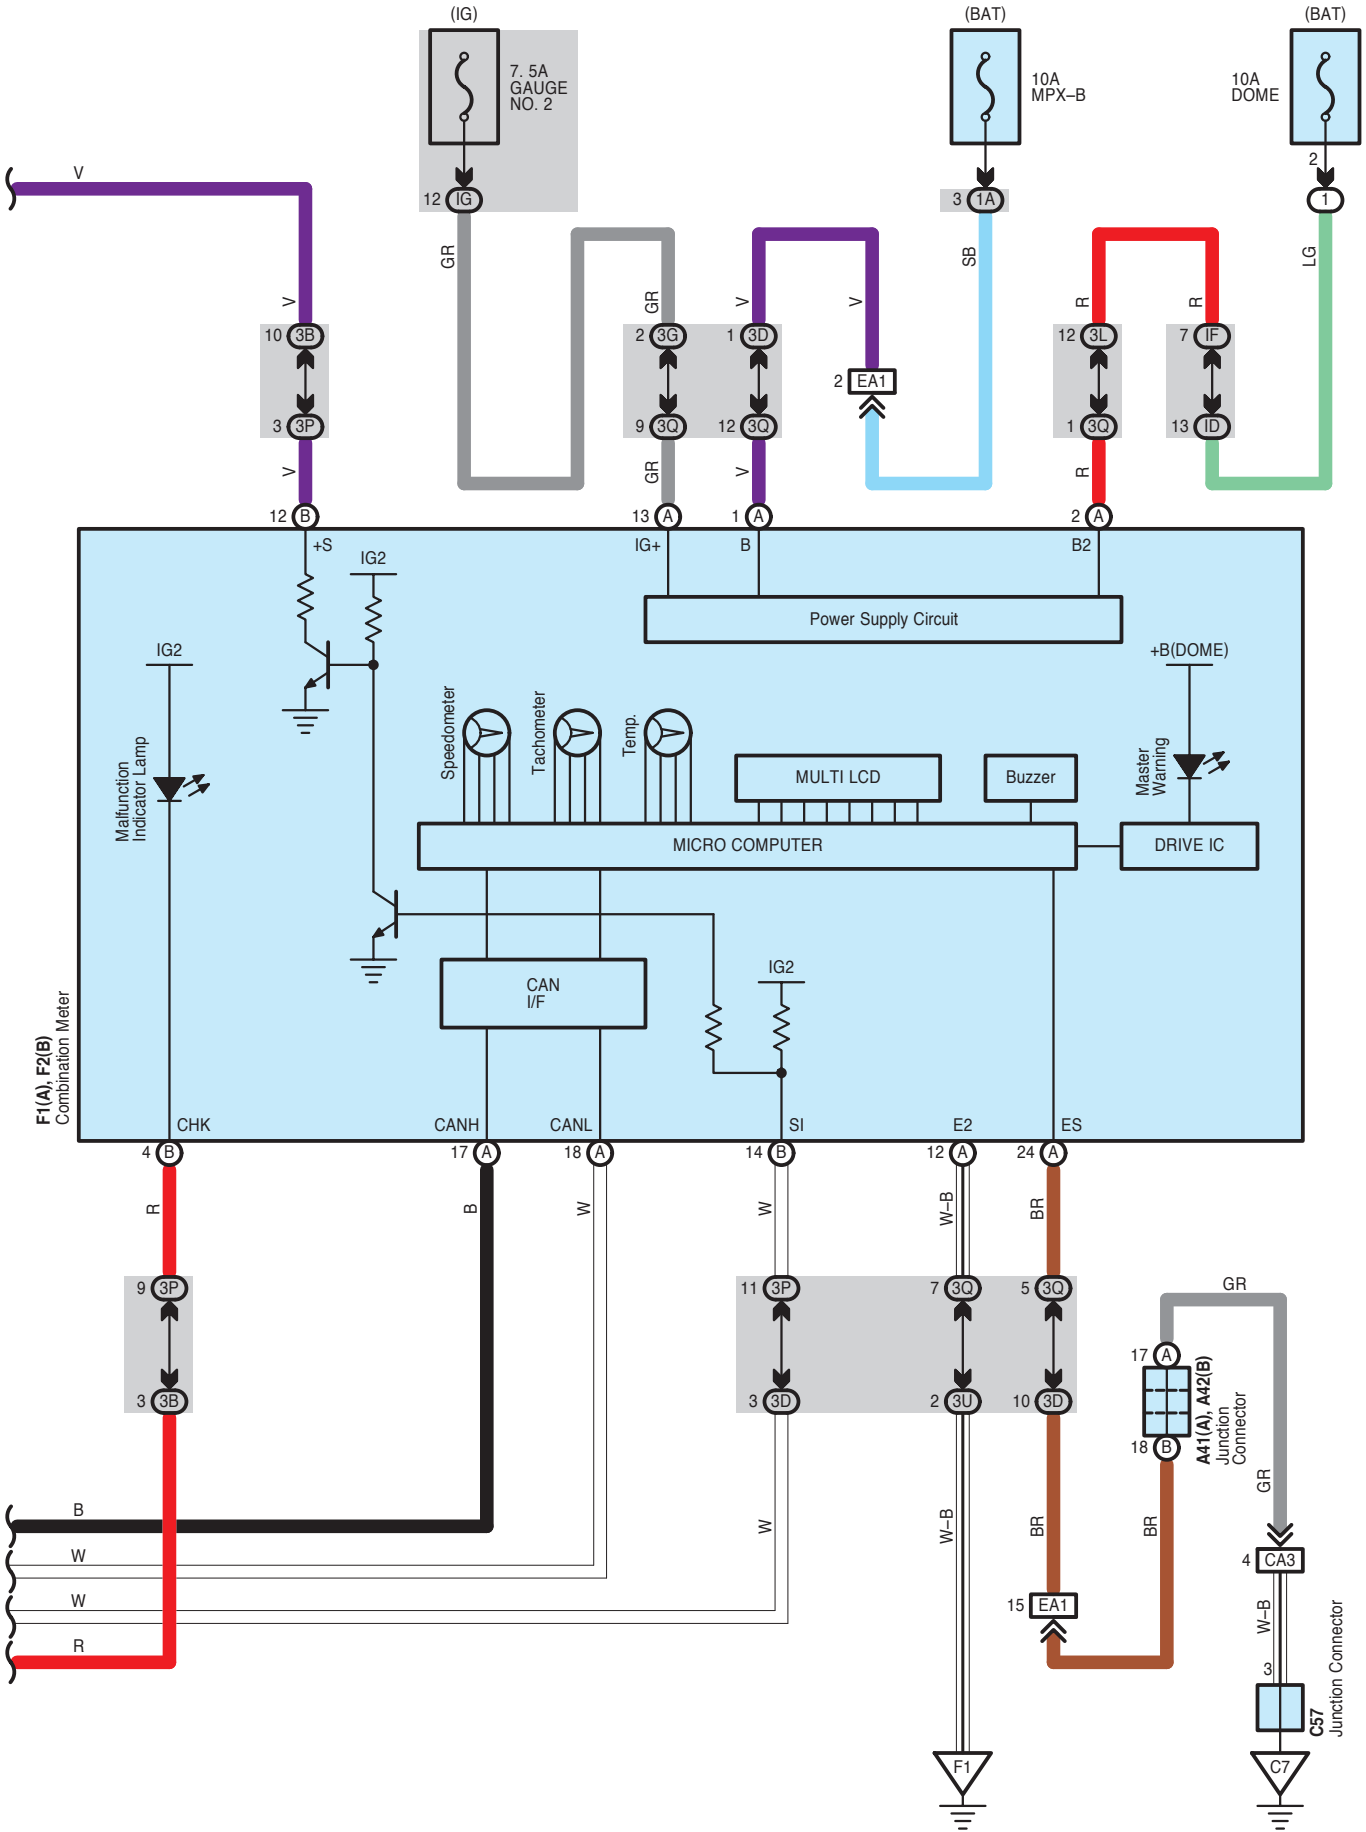 (IG)
(BAT)
(BAT)
7. 5A
GAUGE
NO. 2
10A
MPX–B
10A
DOME
2
V
12 IG
3 1A
1
GR
SB
LG
V
GR
V
V
R
R
10 3B
2 3G
1 3D
12 3L
7 IF
2 EA1
3 3P
9 3Q
12 3Q
1 3Q
13 ID
V
GR
V
R
12 B
13 A
1 A
2 A
+S
IG+
B
B2
IG2
Power Supply Circuit
IG2
+B(DOME)
Speedometer
Tachometer
Temp.
Malfunction
Indicator Lamp
Master
Warning
MULTI LCD
Buzzer
MICRO COMPUTER
DRIVE IC
CAN
I/F
IG2
F1(A), F2(B)
Combination Meter
CHK
CANH
CANL
SI
E2
ES
4 B
17 A
18 A
14 B
12 A
24 A
R
B
W
W
W–B
BR
9 3P
11 3P
7 3Q
5 3Q
GR
17 A
3 3B
3 3D
2 3U
10 3D
A41(A), A42(B)
Junction
Connector
18 B
GR
B
W
W–B
BR
BR
W
4 CA3
W
15 EA1
W–B
R
3
C57
Junction Connector
F1
C7